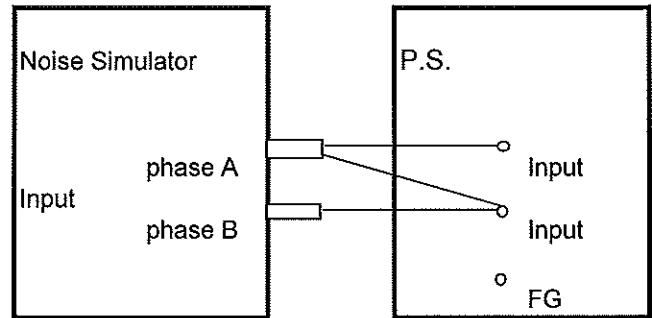 Noise Simulator
P.S.
phase A
Input
Input
phase B
Input
FG